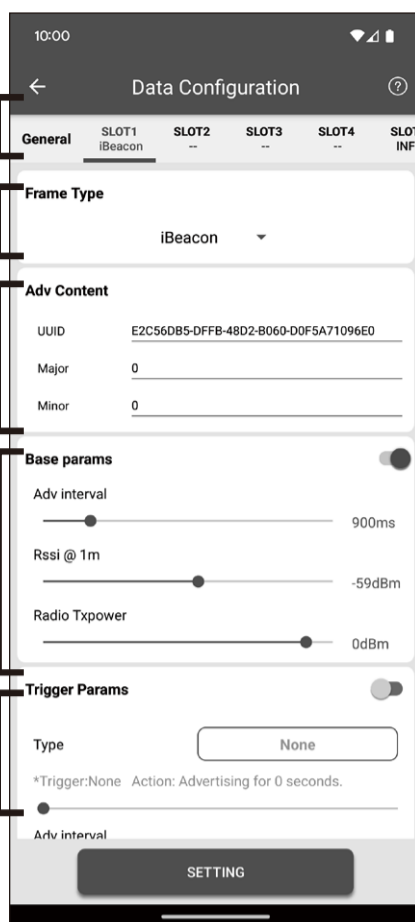 10:00
Data Configuration
General SLOT1 SLOT2 SLOT3 SLOT4
iBeacon -- -- --
Frame Type
iBeacon
Adv Content
UUID E2C56DB5-DFFB-48D2-B060-D0F5A71096E0
Major 0
Minor 0
Base params
Adv interval
900ms
Rssi @ 1m
-59dBm
Radio Txpower
0dBm
Trigger Params
Type None
*Trigger:None Action: Advertising for 0 seconds.
Adv interval
SETTING